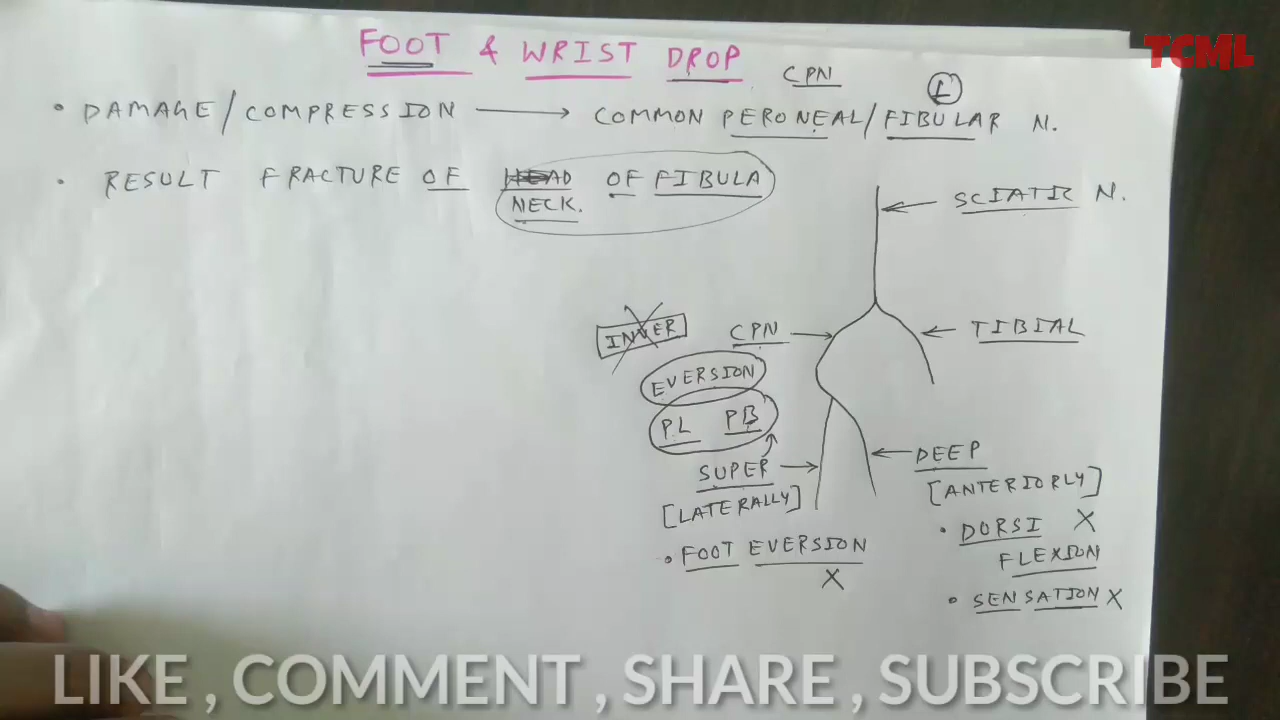 FOOT & WRIST DROP
TCML
CPN
F
• DAMAGE/COMPRESSION → COMMON PERONEAL/FIBULAR N.
• RESULT FRACTURE OF HEAD OF FIBULA
NECK.
← SCIATIC N.
INVER
CPN →
← TIBIAL
EVERSION
PL PB
SUPER →
← DEEP
[LATERALLY]
[ANTERIORLY]
• FOOT EVERSION
X
• DORSI X
FLEXION
• SENSATION X
LIKE , COMMENT , SHARE , SUBSCRIBE